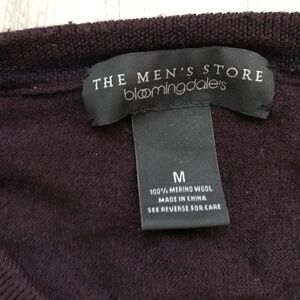 THE MEN'S STORE
bloomingdale's
M
100% MERINO WOOL
MADE IN CHINA
SEE REVERSE FOR CARE